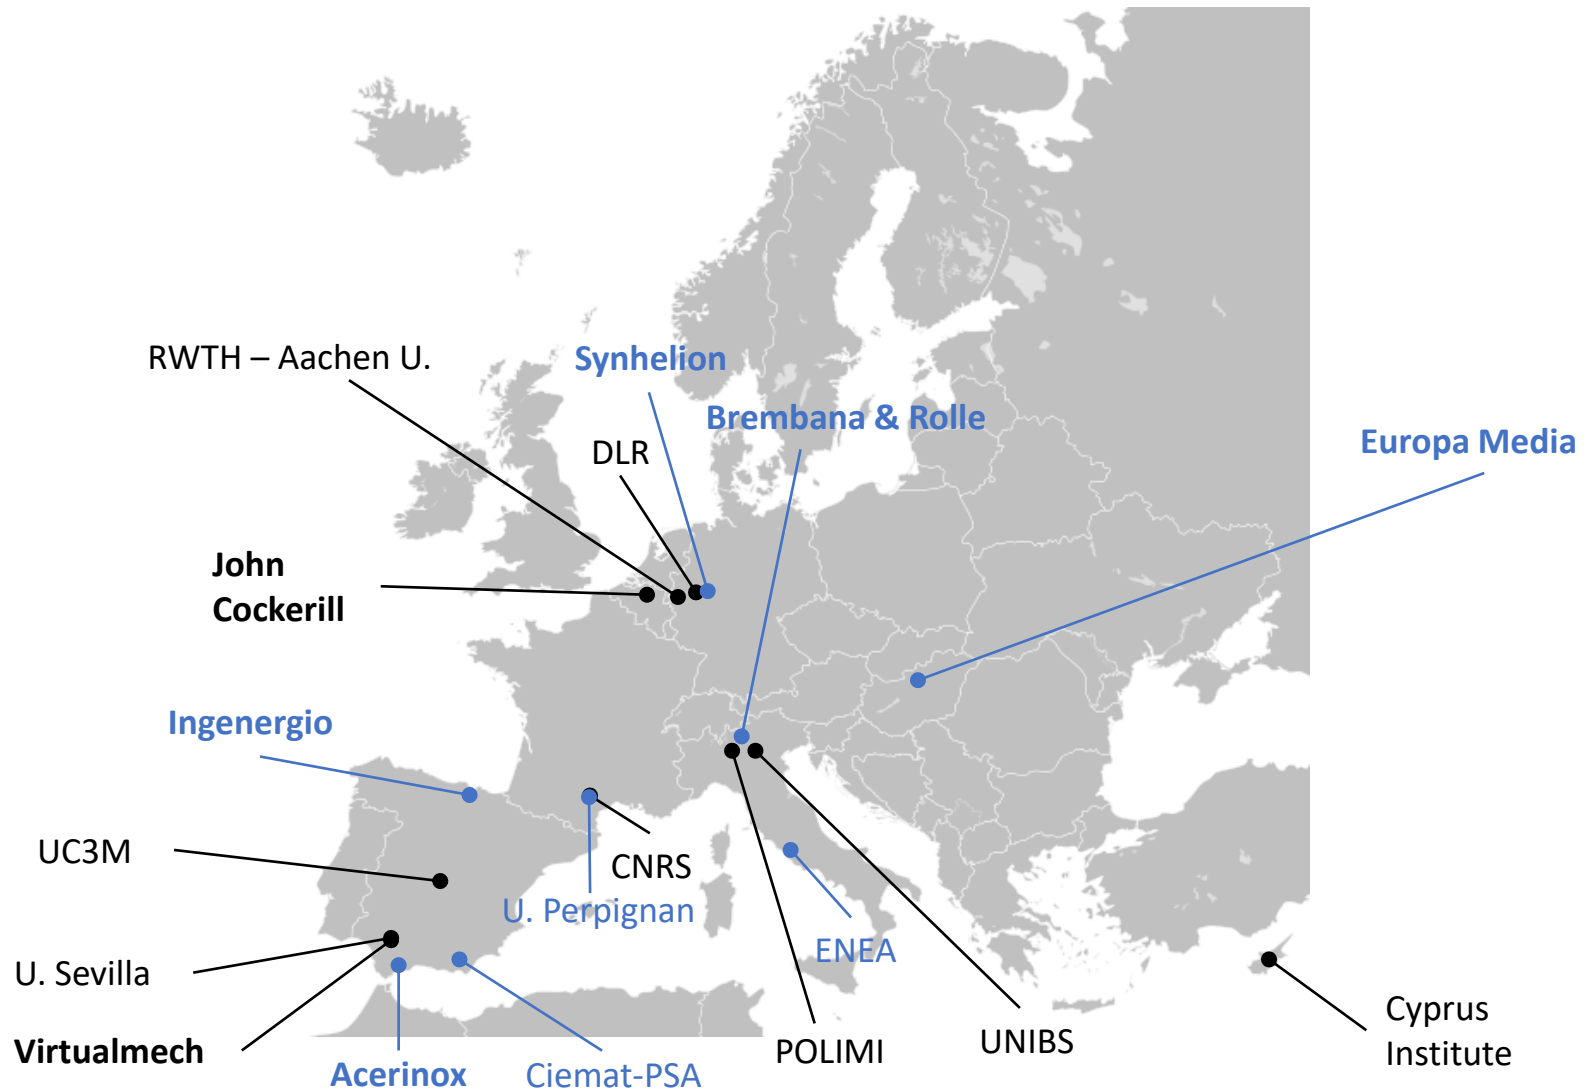 RWTH – Aachen U.
Synhelion
Brembana & Rolle
DLR
Europa Media
John
Cockerill
Ingenergio
UC3M
CNRS
U. Perpignan
ENEA
U. Sevilla
Virtualmech
Acerinox
Ciemat-PSA
POLIMI
UNIBS
Cyprus
Institute